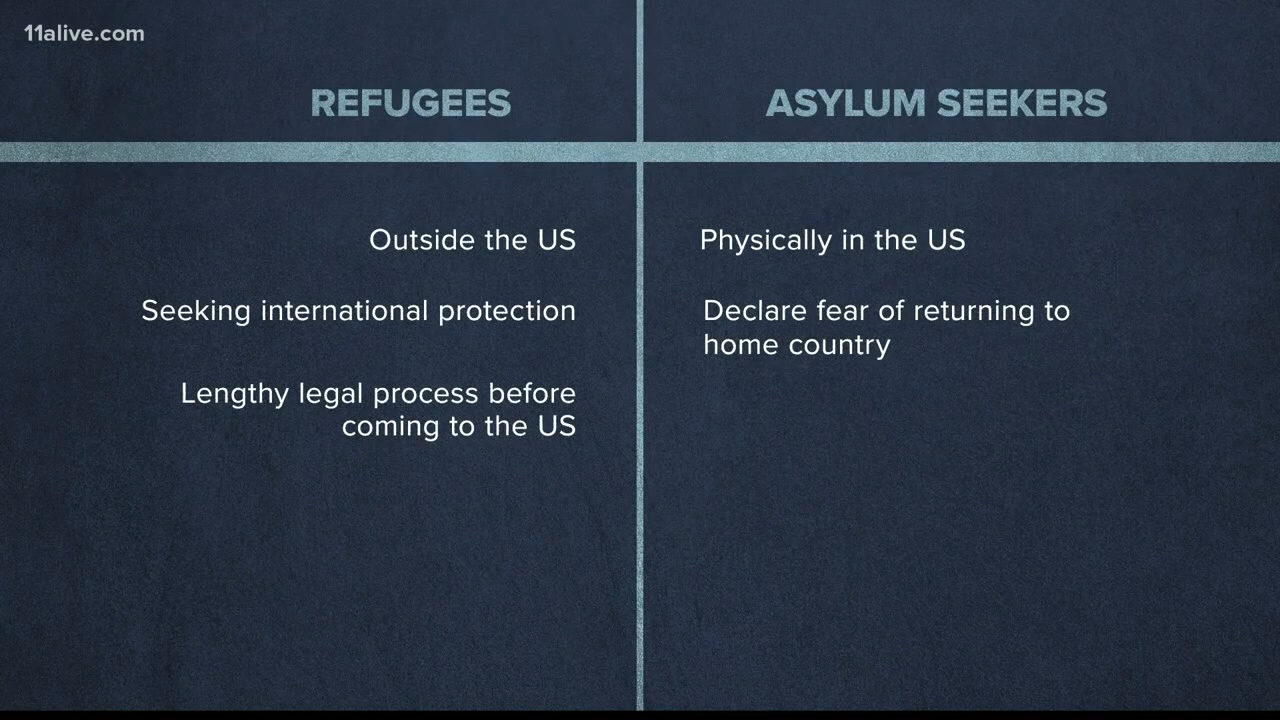 11alive.com
REFUGEES
ASYLUM SEEKERS
Outside the US
Seeking international protection
Lengthy legal process before
coming to the US
Physically in the US
Declare fear of returning to
home country